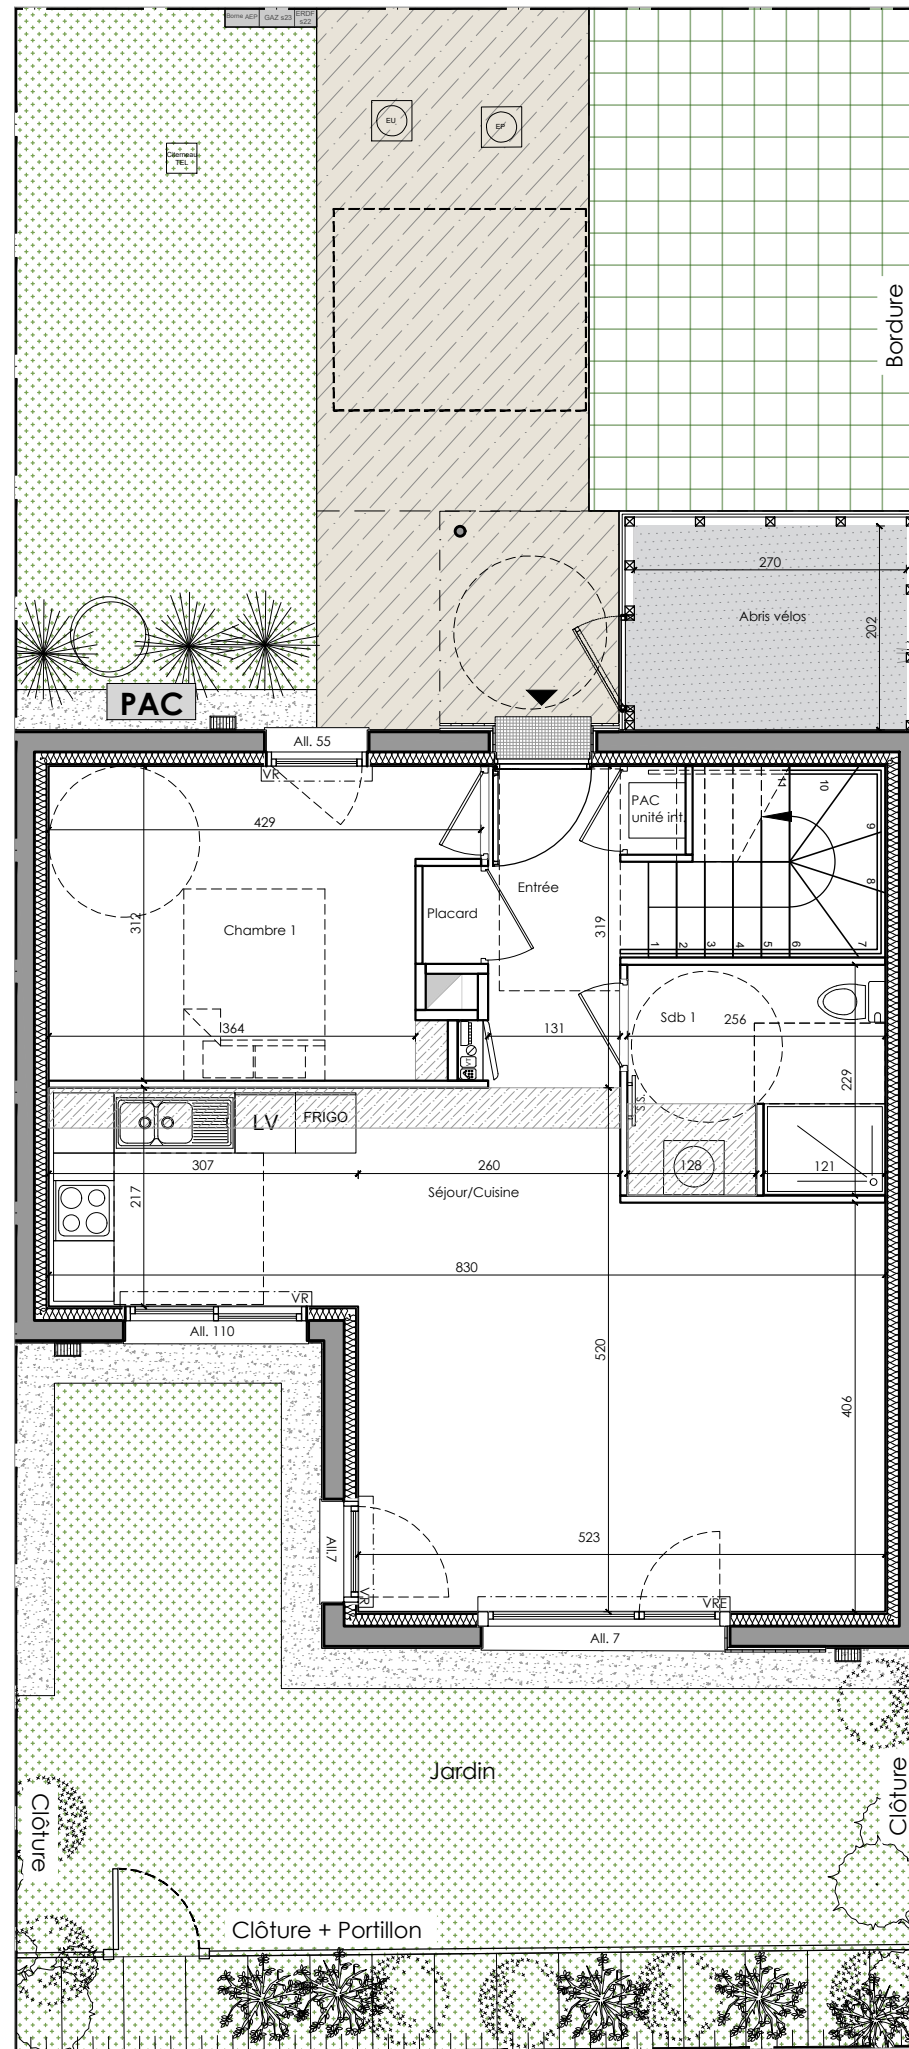 Borne AEP
GAZ s23
ERDF
s22
EU
EP
Citerneau
TEL
Bordure
270
Abris vélos
202
PAC
All. 55
VR
429
PAC
unité int.
11
10
9
8
7
Entrée
Placard
Chambre 1
312
319
1
2
3
4
5
6
Sdb 1
256
364
131
VT
229
S.S.
LV
FRIGO
307
260
128
121
217
Séjour/Cuisine
830
VR
All. 110
520
406
523
All.7
VR
VRE
All. 7
Jardin
Clôture
Clôture
Clôture + Portillon